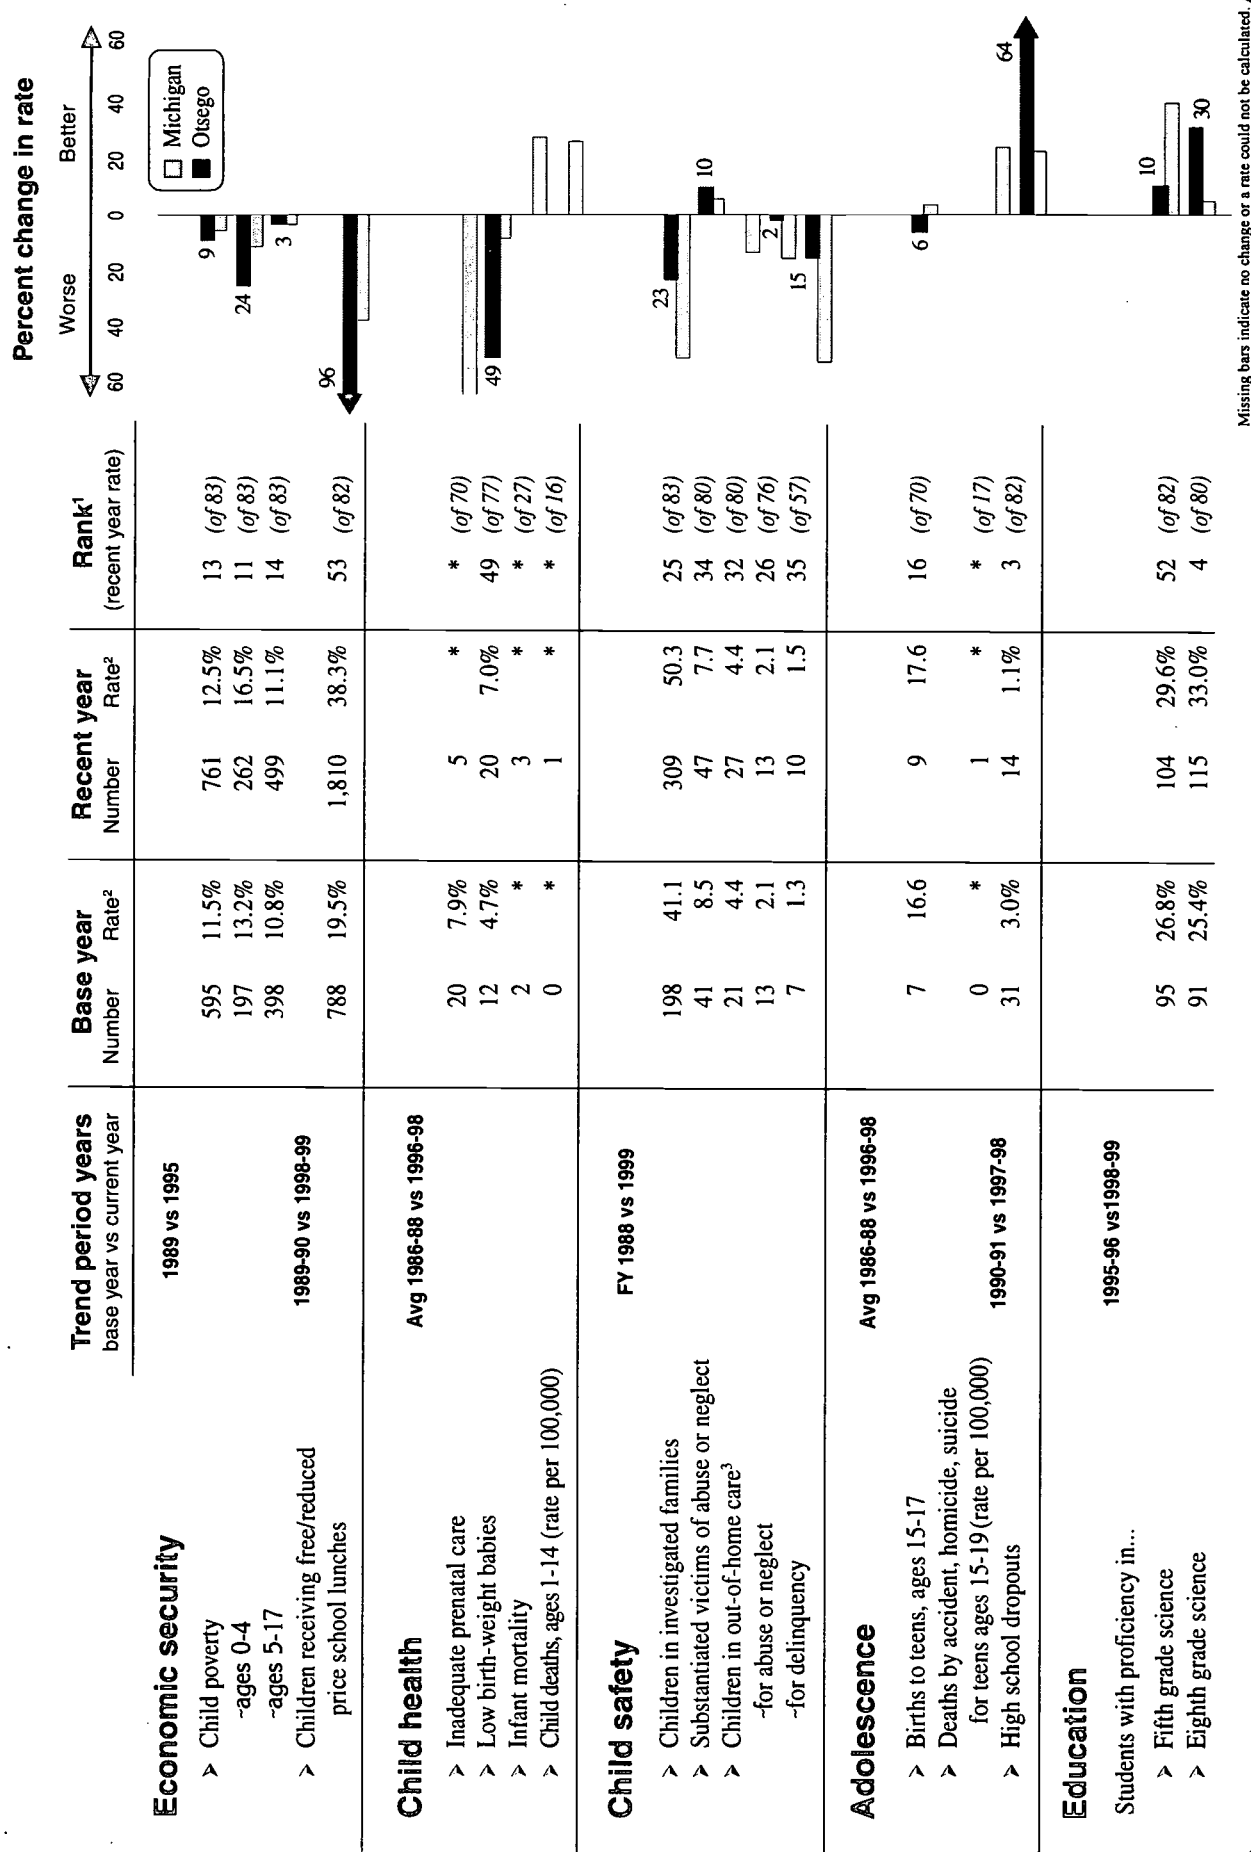 Trend period years Base year Recent year Rank¹ Percent change in rate
base year vs current year Number Rate² Number Rate² (recent year rate) Worse Better
60 40 20 0 20 40 60
Michigan
Otsego
Economic security 1989 vs 1995
➢ Child poverty 595 11.5% 761 12.5% 13 (of 83) 9
~ages 0-4 197 13.2% 262 16.5% 11 (of 83) 24
~ages 5-17 398 10.8% 499 11.1% 14 (of 83) 3
➢ Children receiving free/reduced 1989-90 vs 1998-99
price school lunches 788 19.5% 1,810 38.3% 53 (of 82) 96
Child health Avg 1986-88 vs 1996-98
➢ Inadequate prenatal care 20 7.9% 5 * * (of 70)
➢ Low birth-weight babies 12 4.7% 20 7.0% 49 (of 77) 49
➢ Infant mortality 2 * 3 * * (of 27)
➢ Child deaths, ages 1-14 (rate per 100,000) 0 * 1 * * (of 16)
Child safety FY 1988 vs 1999
➢ Children in investigated families 198 41.1 309 50.3 25 (of 83) 23
➢ Substantiated victims of abuse or neglect 41 8.5 47 7.7 34 (of 80) 10
➢ Children in out-of-home care³ 21 4.4 27 4.4 32 (of 80)
~for abuse or neglect 13 2.1 13 2.1 26 (of 76) 2
~for delinquency 7 1.3 10 1.5 35 (of 57) 15
Adolescence Avg 1986-88 vs 1996-98
➢ Births to teens, ages 15-17 7 16.6 9 17.6 16 (of 70) 6
➢ Deaths by accident, homicide, suicide
for teens ages 15-19 (rate per 100,000) 0 * 1 * * (of 17)
➢ High school dropouts 1990-91 vs 1997-98 31 3.0% 14 1.1% 3 (of 82) 64
Education 1995-96 vs1998-99
Students with proficiency in...
➢ Fifth grade science 95 26.8% 104 29.6% 52 (of 82) 10
➢ Eighth grade science 91 25.4% 115 33.0% 4 (of 80) 30
Missing bars indicate no change or a rate could not be calculated.